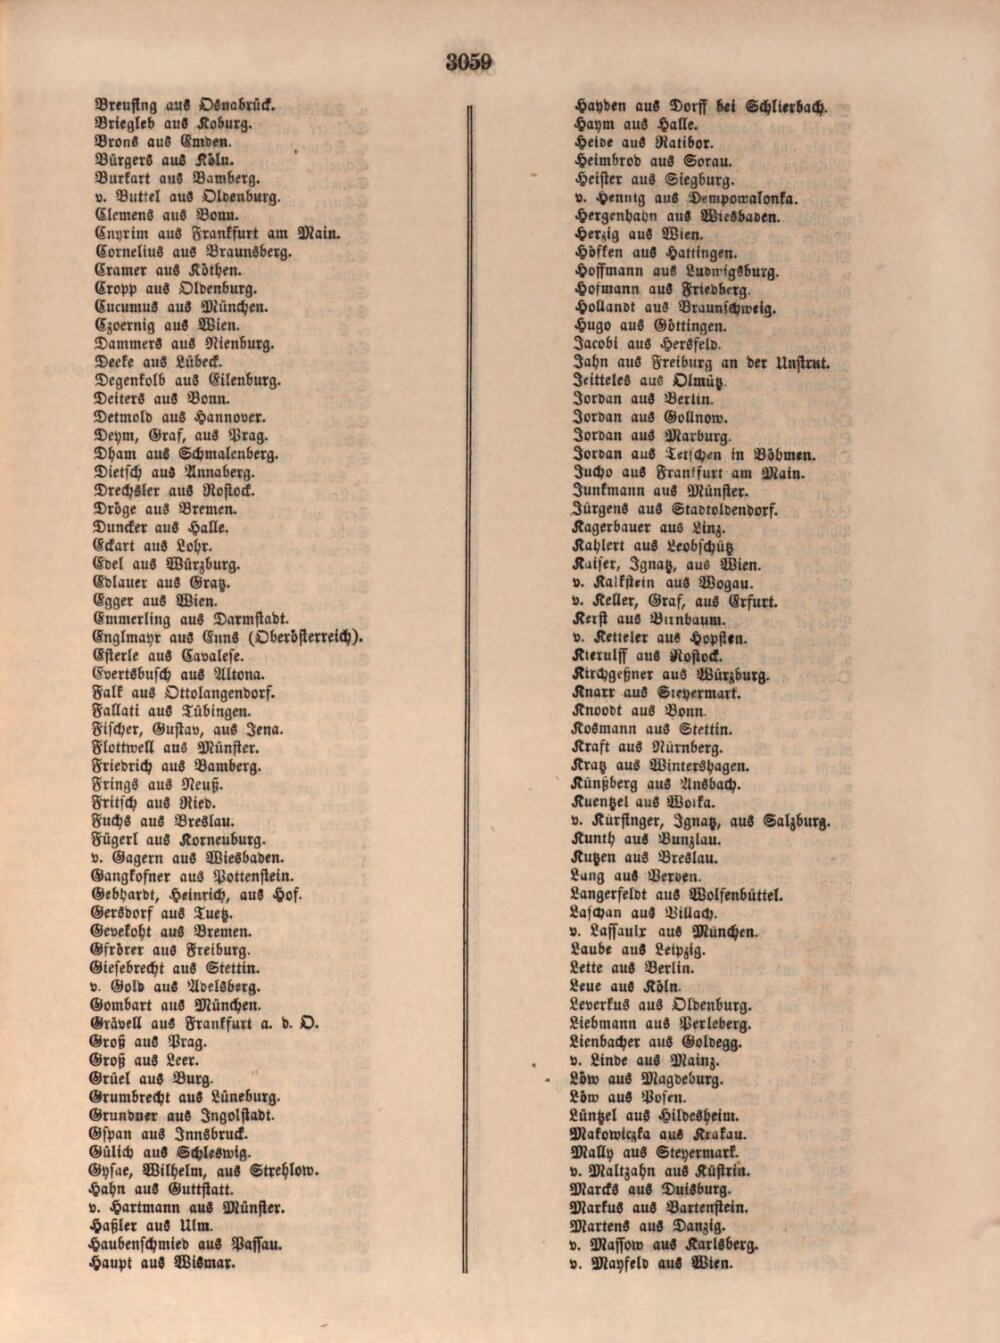 3059
Breusing aus Osnabrück.
Briegleb aus Koburg.
Brons aus Emden.
Bürgers aus Köln.
Burkart aus Bamberg.
v. Buttel aus Oldenburg.
Clemens aus Bonn.
Cnyrim aus Frankfurt am Main.
Cornelius aus Braunsberg.
Cramer aus Köthen.
Cropp aus Oldenburg.
Cucumus aus München.
Czoernig aus Wien.
Dammers aus Nienburg.
Deeke aus Lübeck.
Degenkolb aus Eilenburg.
Deiters aus Bonn.
Detmold aus Hannover.
Deym, Graf, aus Prag.
Dham aus Schmalenberg.
Dietsch aus Annaberg.
Drechsler aus Rostock.
Dröge aus Bremen.
Duncker aus Halle.
Eckart aus Lohr.
Edel aus Würzburg.
Edlauer aus Gratz.
Egger aus Wien.
Emmerling aus Darmstadt.
Englmayr aus Enns (Oberösterreich).
Esterle aus Cavalese.
Evertsbusch aus Altona.
Falk aus Ottolangendorf.
Fallati aus Tübingen.
Fischer, Gustav, aus Jena.
Flottwell aus Münster.
Friedrich aus Bamberg.
Frings aus Neuß.
Fritsch aus Ried.
Fuchs aus Breslau.
Fügerl aus Korneuburg.
v. Gagern aus Wiesbaden.
Gangkofner aus Pottenstein.
Gebhardt, Heinrich, aus Hof.
Gersdorf aus Tuetz.
Gevekoht aus Bremen.
Gfrörer aus Freiburg.
Giesebrecht aus Stettin.
v. Gold aus Adelsberg.
Gombart aus München.
Grävell aus Frankfurt a. d. O.
Groß aus Prag.
Groß aus Leer.
Grüel aus Burg.
Grumbrecht aus Lüneburg.
Grundner aus Ingolstadt.
Gspan aus Innsbruck.
Gülich aus Schleswig.
Gysae, Wilhelm, aus Strehlow.
Hahn aus Guttstatt.
v. Hartmann aus Münster.
Haßler aus Ulm.
Haubenschmied aus Passau.
Haupt aus Wismar.
Hayden aus Dorff bei Schlierbach.
Haym aus Halle.
Heide aus Ratibor.
Heimbrod aus Sorau.
Heister aus Siegburg.
v. Hennig aus Dempowalonka.
Hergenhahn aus Wiesbaden.
Herzig aus Wien.
Höfken aus Hattingen.
Hoffmann aus Ludwigsburg.
Hofmann aus Friedberg.
Hollandt aus Braunschweig.
Hugo aus Göttingen.
Jacobi aus Hersfeld.
Jahn aus Freiburg an der Unstrut.
Jeitteles aus Olmütz.
Jordan aus Berlin.
Jordan aus Gollnow.
Jordan aus Marburg.
Jordan aus Tetschen in Böhmen.
Jucho aus Frankfurt am Main.
Junkmann aus Münster.
Jürgens aus Stadtoldendorf.
Kagerbauer aus Linz.
Kahlert aus Leobschütz
Kaiser, Ignatz, aus Wien.
v. Kalkstein aus Wogau.
v. Keller, Graf, aus Erfurt.
Kerst aus Birnbaum.
v. Ketteler aus Hopsten.
Kierulff aus Rostock.
Kirchgeßner aus Würzburg.
Knarr aus Steyermark.
Knoodt aus Bonn.
Kosmann aus Stettin.
Kraft aus Nürnberg.
Kratz aus Wintershagen.
Künßberg aus Ansbach.
Kuentzel aus Wolka.
v. Kürsinger, Ignatz, aus Salzburg.
Kunth aus Bunzlau.
Kutzen aus Breslau.
Lang aus Verden.
Langerfeldt aus Wolfenbüttel.
Laschan aus Villach.
v. Lassaulx aus München.
Laube aus Leipzig.
Lette aus Berlin.
Leue aus Köln.
Leverkus aus Oldenburg.
Liebmann aus Perleberg.
Lienbacher aus Goldegg.
v. Linde aus Mainz.
Löw aus Magdeburg.
Löw aus Posen.
Lüntzel aus Hildesheim.
Makowiczka aus Krakau.
Mally aus Steyermark.
v. Maltzahn aus Küstrin.
Marcks aus Duisburg.
Markus aus Bartenstein.
Martens aus Danzig.
v. Massow aus Karlsberg.
v. Mayfeld aus Wien.